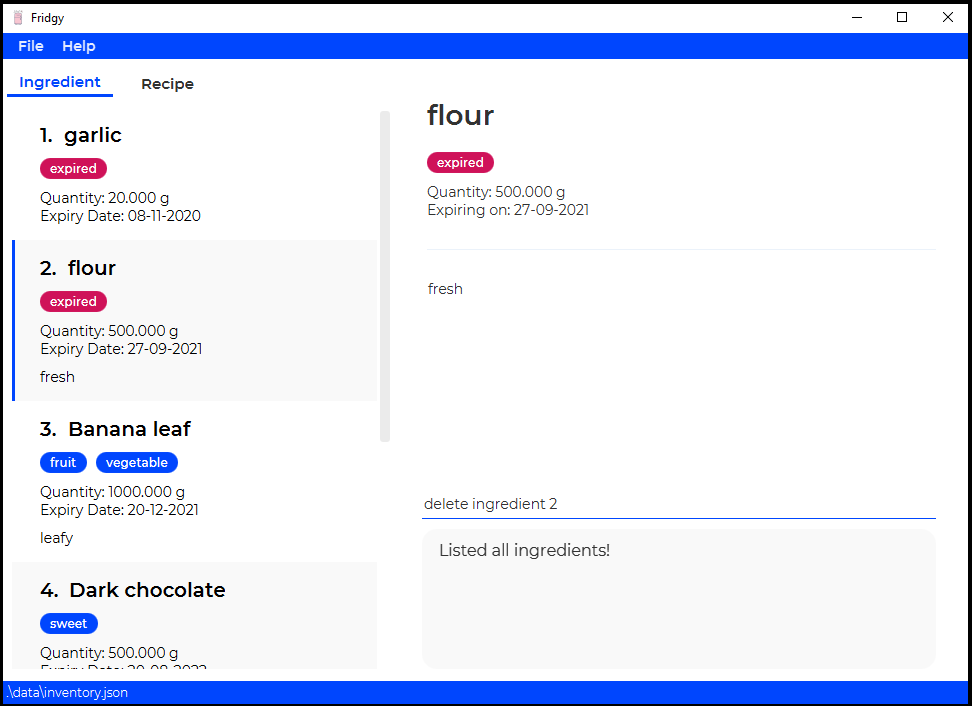 Fridgy
File Help
Ingredient Recipe
1. garlic
expired
Quantity: 20.000 g
Expiry Date: 08-11-2020
2. flour
expired
Quantity: 500.000 g
Expiry Date: 27-09-2021
fresh
3. Banana leaf
fruit vegetable
Quantity: 1000.000 g
Expiry Date: 20-12-2021
leafy
4. Dark chocolate
sweet
Quantity: 500.000 g
Expiry Date:
flour
expired
Quantity: 500.000 g
Expiring on: 27-09-2021
fresh
delete ingredient 2
Listed all ingredients!
.\data\inventory.json